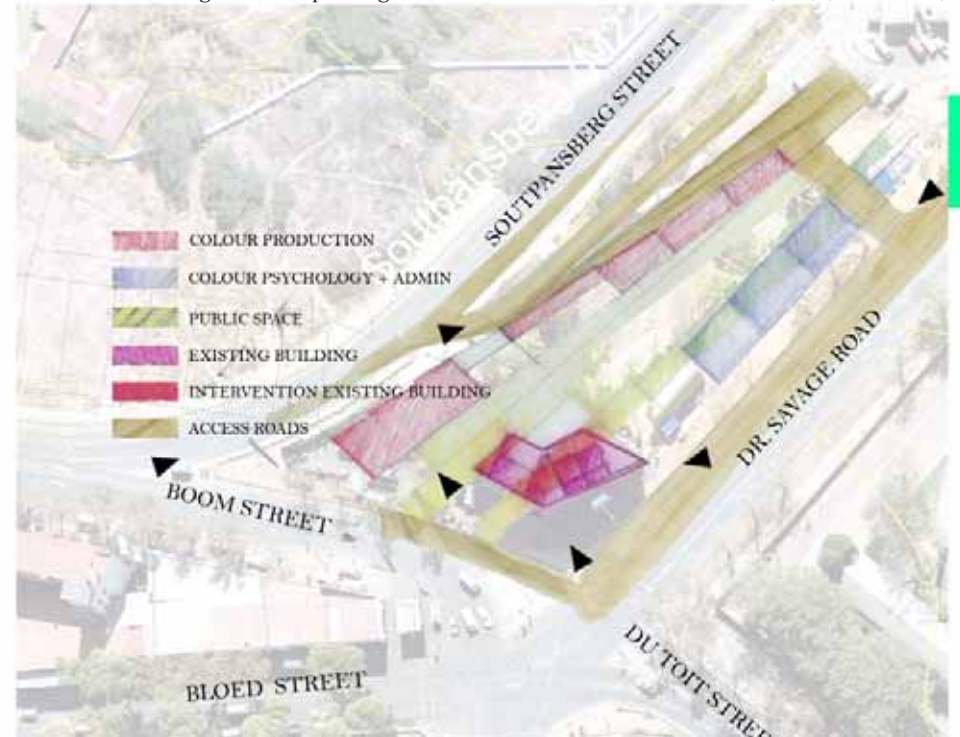 SOUTPANSBERG STREET
COLOUR PRODUCTION
COLOUR PSYCHOLOGY + ADMIN
PUBLIC SPACE
EXISTING BUILDING
INTERVENTION EXISTING BUILDING
ACCESS ROADS
DR. SAVAGE ROAD
BOOM STREET
BLOED STREET
DU TOIT STREE